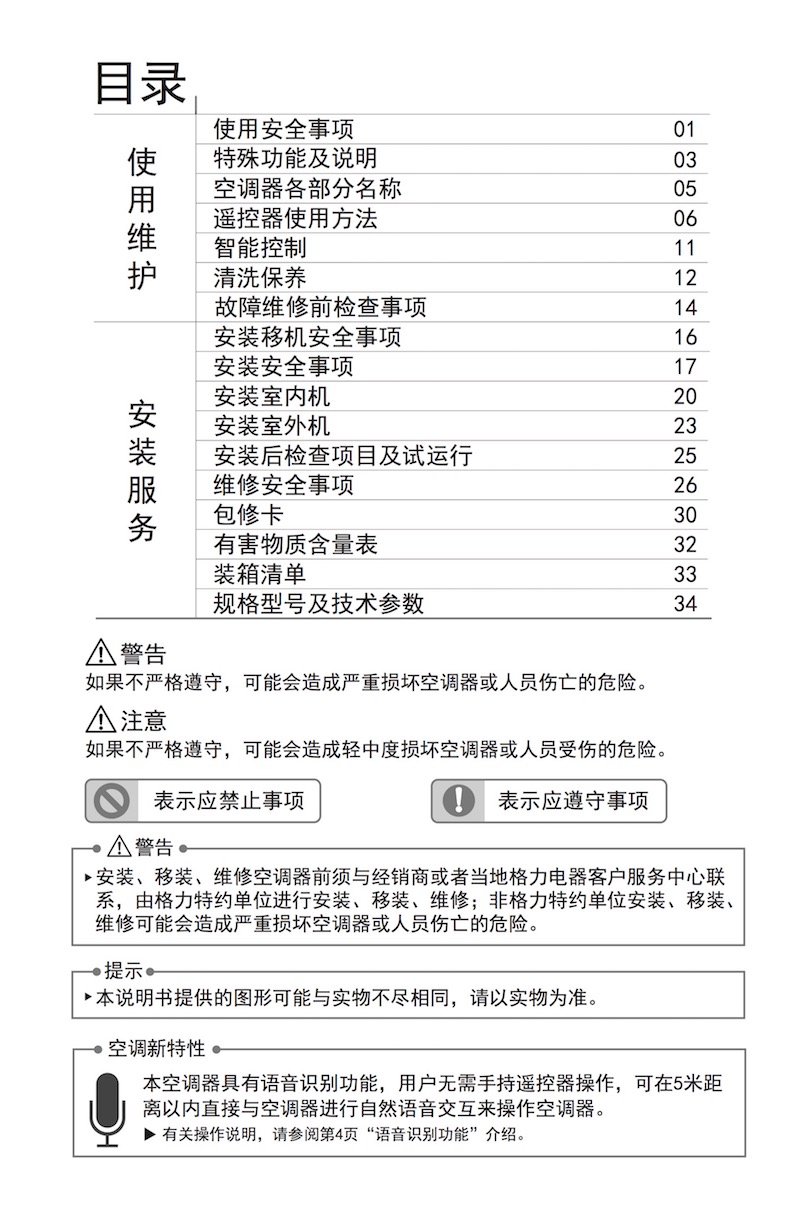 目录
使用维护
使用安全事项 01
特殊功能及说明 03
空调器各部分名称 05
遥控器使用方法 06
智能控制 11
清洗保养 12
故障维修前检查事项 14
安装服务
安装移机安全事项 16
安装安全事项 17
安装室内机 20
安装室外机 23
安装后检查项目及试运行 25
维修安全事项 26
包修卡 30
有害物质含量表 32
装箱清单 33
规格型号及技术参数 34
警告
如果不严格遵守，可能会造成严重损坏空调器或人员伤亡的危险。
注意
如果不严格遵守，可能会造成轻中度损坏空调器或人员受伤的危险。
表示应禁止事项
表示应遵守事项
警告
安装、移装、维修空调器前须与经销商或者当地格力电器客户服务中心联
系，由格力特约单位进行安装、移装、维修；非格力特约单位安装、移装、
维修可能会造成严重损坏空调器或人员伤亡的危险。
提示
本说明书提供的图形可能与实物不尽相同，请以实物为准。
空调新特性
本空调器具有语音识别功能，用户无需手持遥控器操作，可在5米距
离以内直接与空调器进行自然语音交互来操作空调器。
▶ 有关操作说明，请参阅第4页“语音识别功能”介绍。